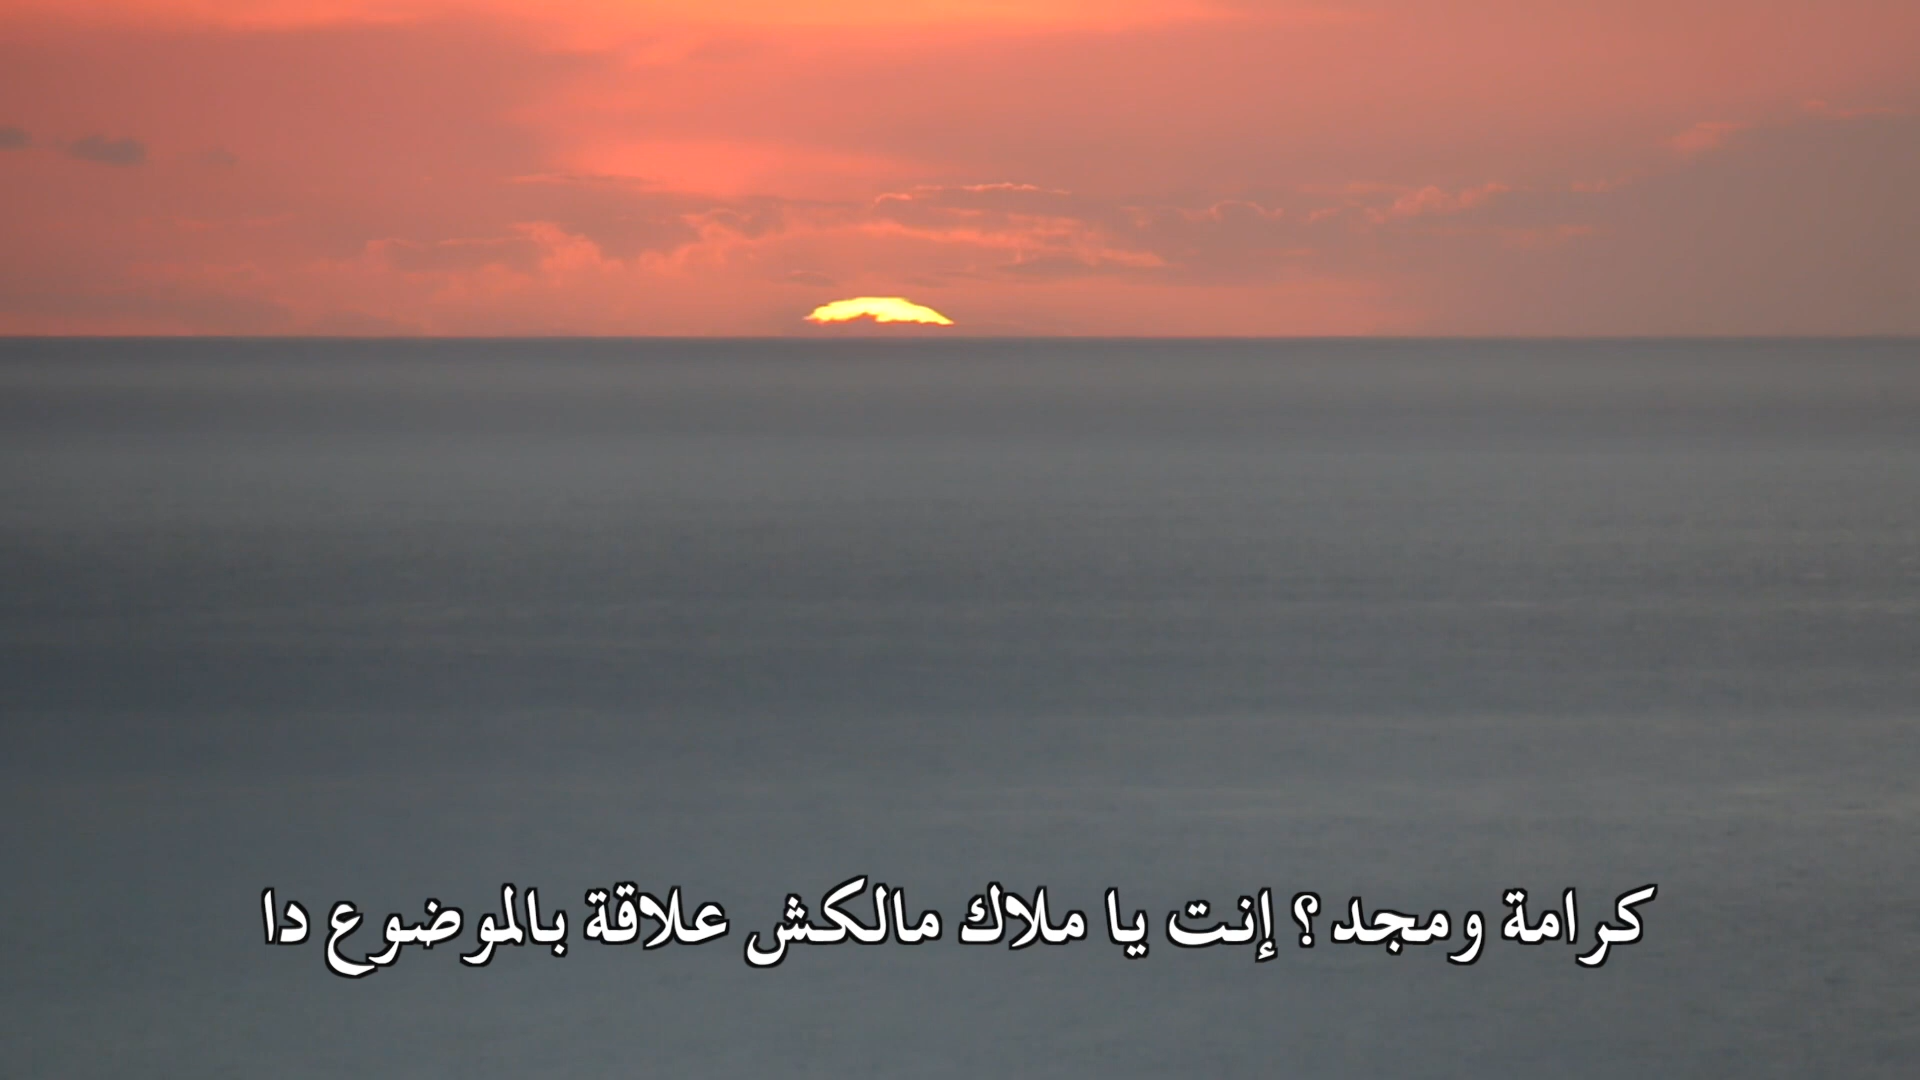 كرامة ومجد؟ إنت يا ملاك مالكش علاقة بالموضوع دا